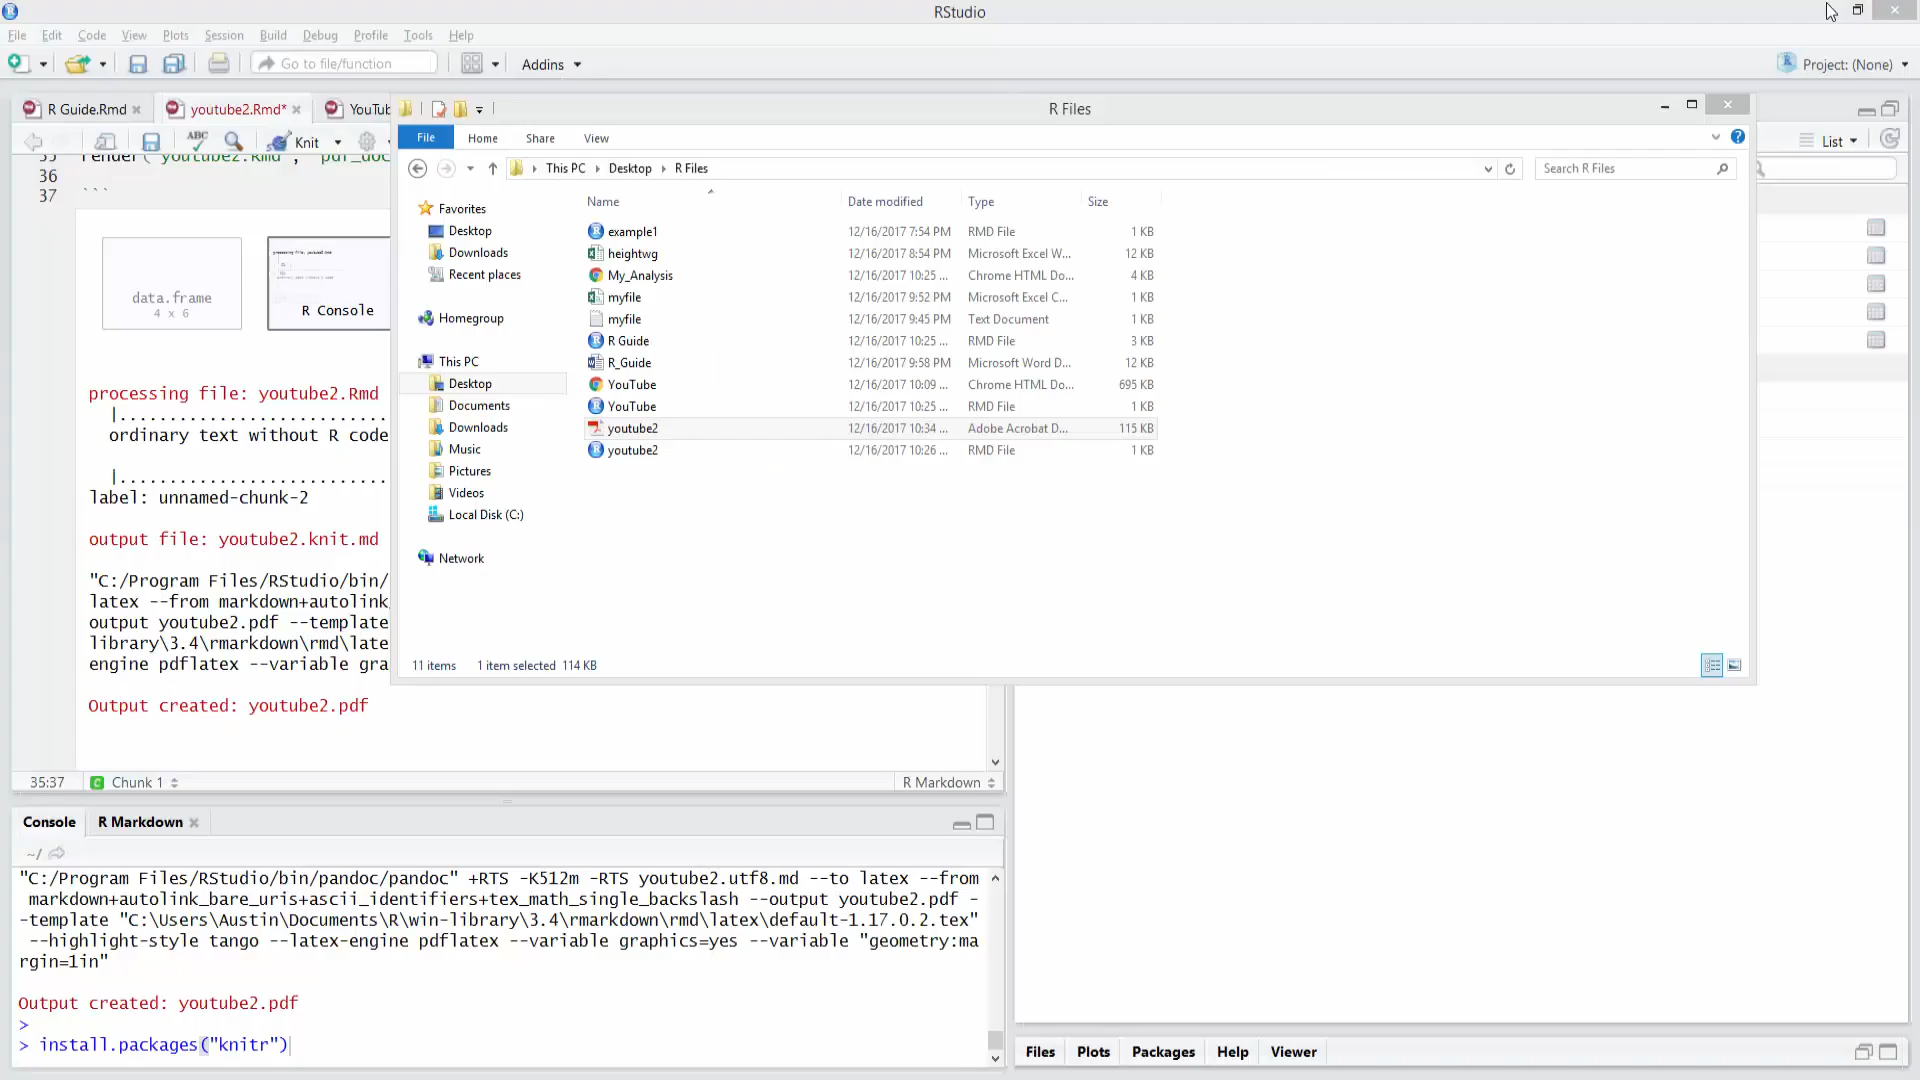 RStudio
File Edit Code View Plots Session Build Debug Profile Tools Help
Go to file/function Addins Project: (None)
R Guide.Rmd youtube2.Rmd*
R Files
ABC Knit List
File Home Share View
36
37 ```
This PC Desktop R Files Search R Files
Name Date modified Type Size
Favorites
Desktop
Downloads
Recent places
Homegroup
This PC
Desktop
Documents
Downloads
Music
Pictures
Videos
Local Disk (C:)
Network
example1 12/16/2017 7:54 PM RMD File 1 KB
heightwg 12/16/2017 8:54 PM Microsoft Excel W... 12 KB
My_Analysis 12/16/2017 10:25 ... Chrome HTML Do... 4 KB
myfile 12/16/2017 9:52 PM Microsoft Excel C... 1 KB
myfile 12/16/2017 9:45 PM Text Document 1 KB
R Guide 12/16/2017 10:25 ... RMD File 3 KB
R_Guide 12/16/2017 9:58 PM Microsoft Word D... 12 KB
YouTube 12/16/2017 10:09 ... Chrome HTML Do... 695 KB
YouTube 12/16/2017 10:25 ... RMD File 1 KB
youtube2 12/16/2017 10:34 ... Adobe Acrobat D... 115 KB
youtube2 12/16/2017 10:26 ... RMD File 1 KB
11 items 1 item selected 114 KB
data.frame
4 x 6
R Console
processing file: youtube2.Rmd
|...........................
ordinary text without R code
|...........................
label: unnamed-chunk-2
output file: youtube2.knit.md
"C:/Program Files/RStudio/bin/
latex --from markdown+autolink
output youtube2.pdf --template
library\3.4\rmarkdown\rmd\late
engine pdflatex --variable gra
Output created: youtube2.pdf
35:37 Chunk 1 R Markdown
Console R Markdown
~/
"C:/Program Files/RStudio/bin/pandoc/pandoc" +RTS -K512m -RTS youtube2.utf8.md --to latex --from
markdown+autolink_bare_uris+ascii_identifiers+tex_math_single_backslash --output youtube2.pdf -
-template "C:\Users\Austin\Documents\R\win-library\3.4\rmarkdown\rmd\latex\default-1.17.0.2.tex"
--highlight-style tango --latex-engine pdflatex --variable graphics=yes --variable "geometry:ma
rgin=1in"
Output created: youtube2.pdf
>
> install.packages("knitr")
Files Plots Packages Help Viewer